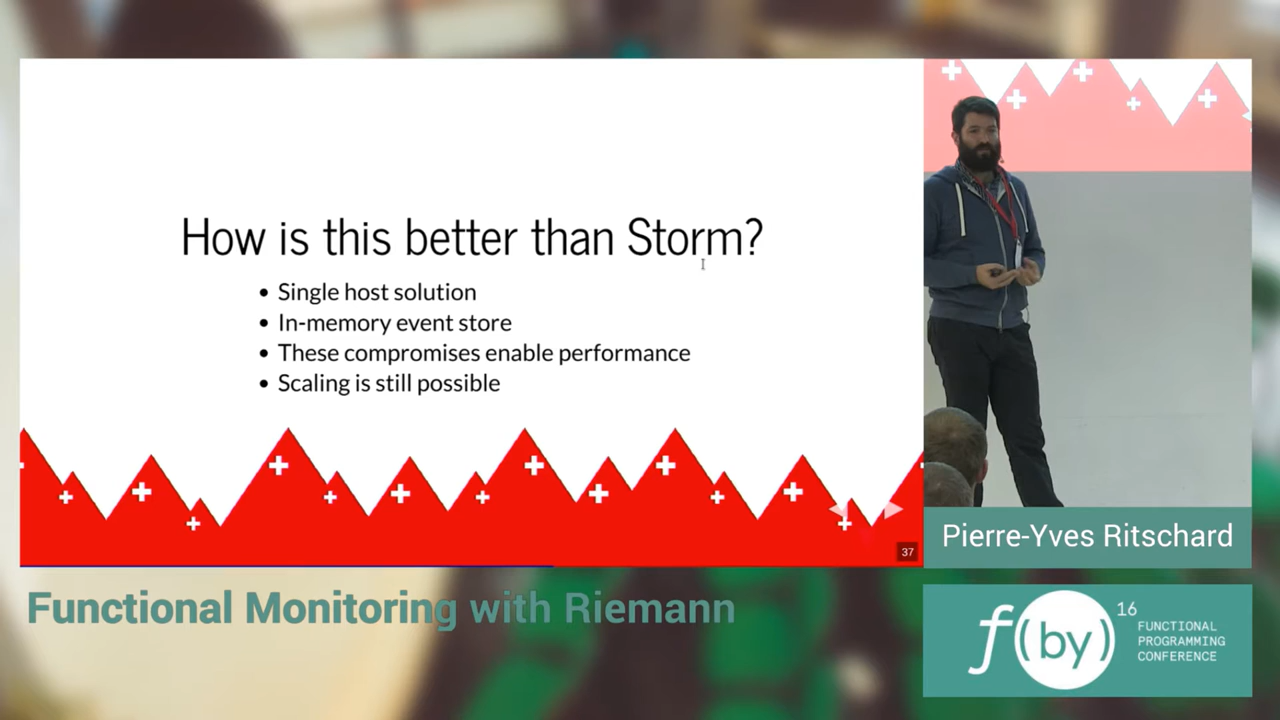 How is this better than Storm?
• Single host solution
• In-memory event store
• These compromises enable performance
• Scaling is still possible
37
Pierre-Yves Ritschard
Functional Monitoring with Riemann
f(by) 16
FUNCTIONAL
PROGRAMMING
CONFERENCE